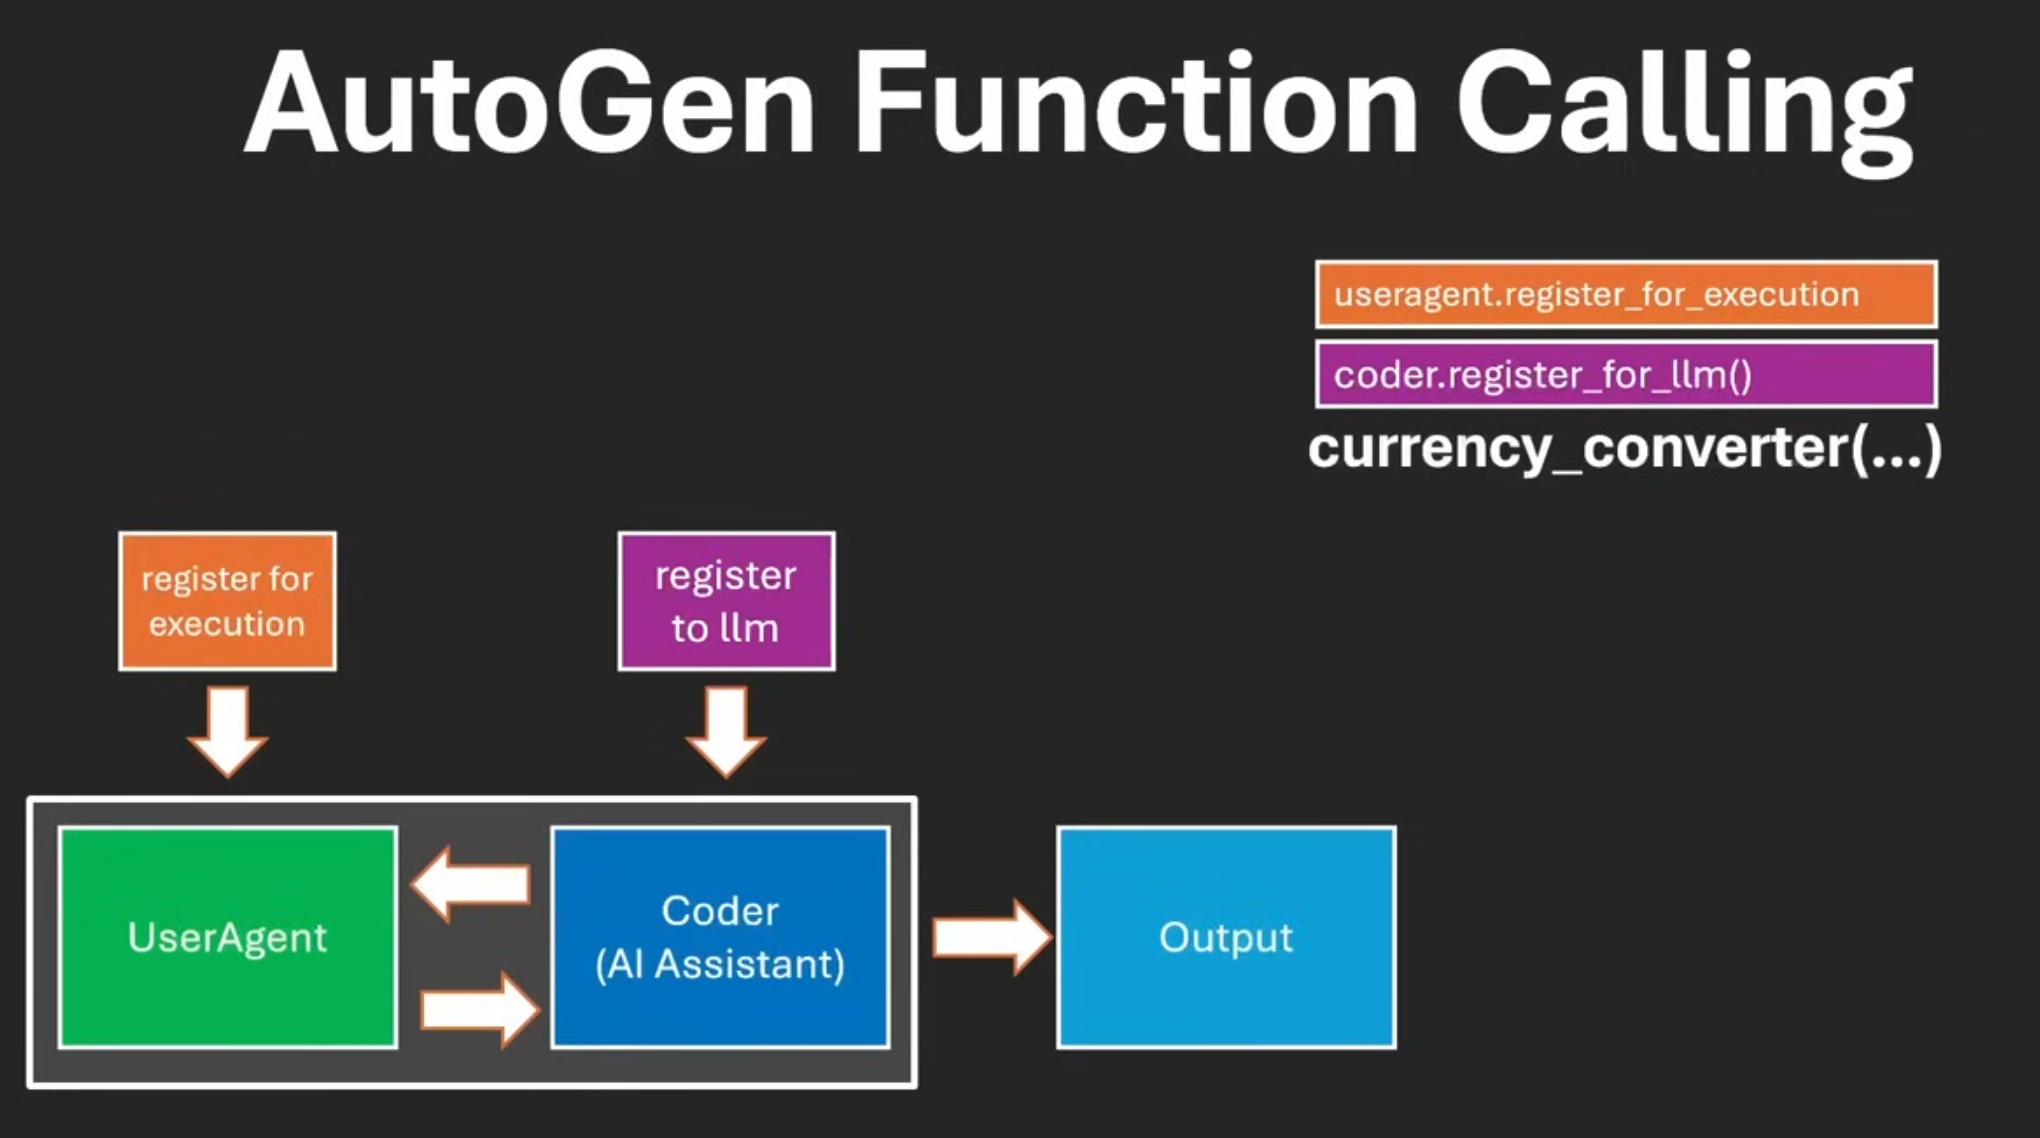 AutoGen Function Calling
useragent.register_for_execution
coder.register_for_llm()
currency_converter(...)
register for
execution
register
to llm
UserAgent
Coder
(AI Assistant)
Output